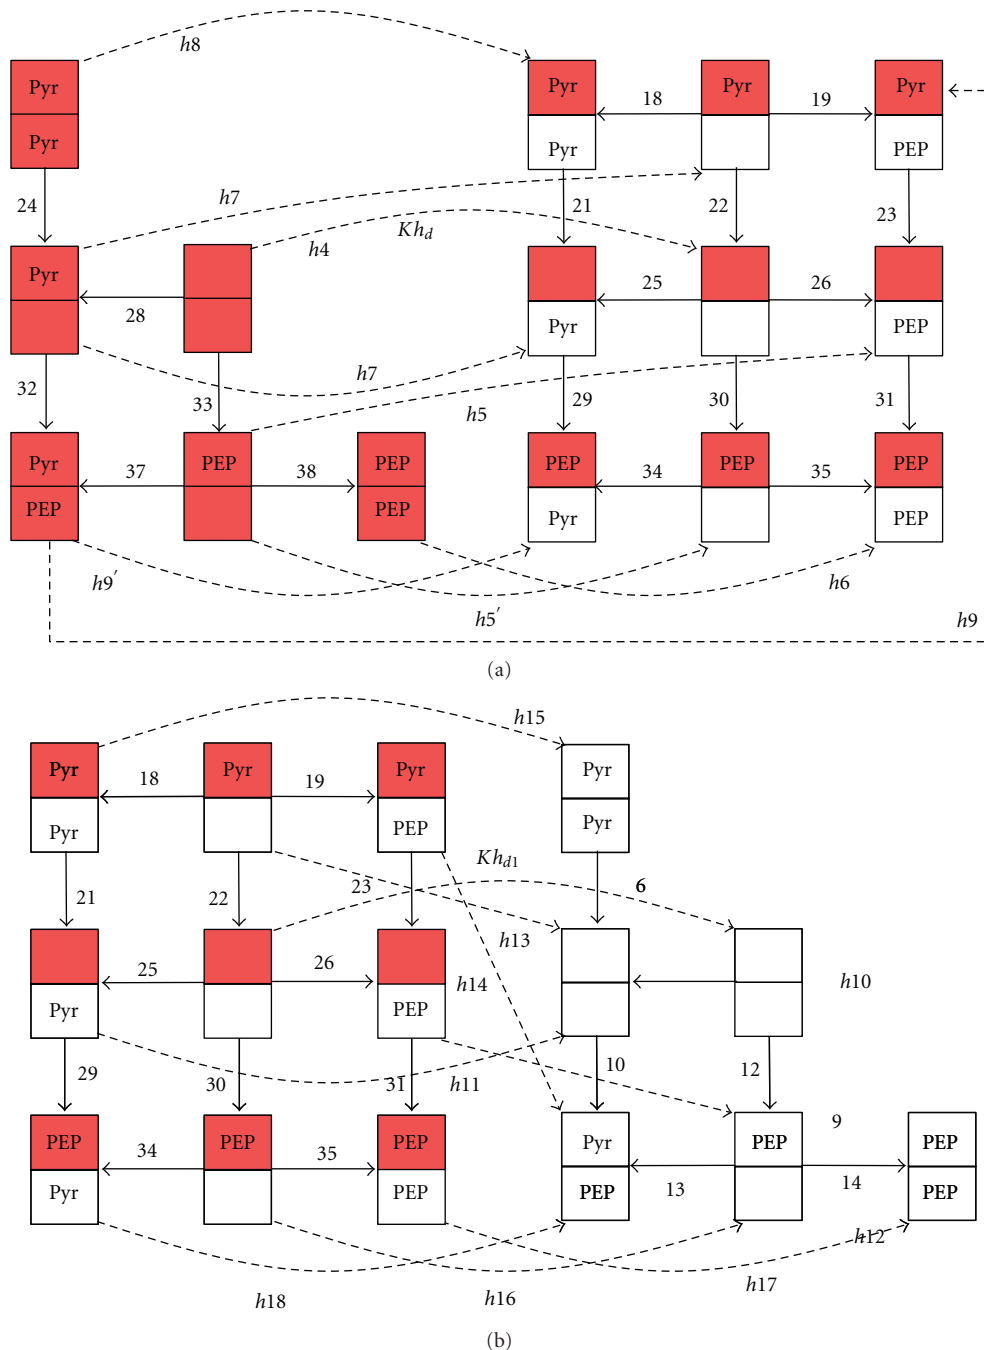 h8
Pyr Pyr 18 Pyr 19 Pyr
Pyr Pyr PEP
24 h7 21 22 23
Kh_d
h4
Pyr 25 26
28 Pyr PEP
32 h7 29 30 31
33 h5
Pyr 37 PEP 38 PEP PEP 34 PEP 35 PEP
PEP PEP Pyr PEP
h9′ h6
h5′ h9
(a)
h15
Pyr 18 Pyr 19 Pyr Pyr
Pyr PEP Pyr
Kh_d1
21 22 23 6
h13
25 26 h14 h10
Pyr PEP
29 30 31 h11 10 12
9
PEP 34 PEP 35 PEP Pyr PEP PEP
Pyr PEP PEP 13 14 PEP
h12
h18 h16 h17
(b)